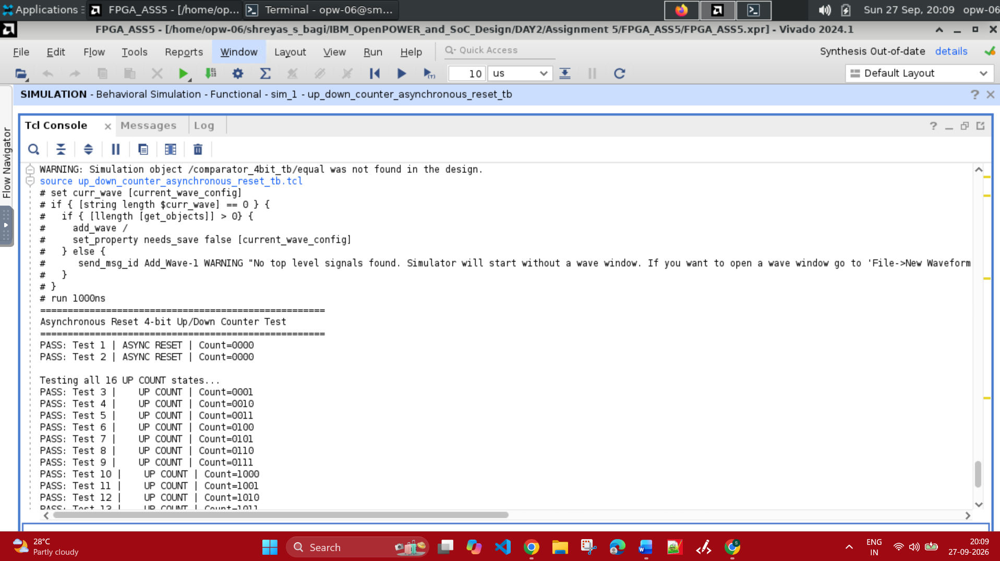 Applications
FPGA_ASS5 - [/home/op...
Terminal - opw-06@sm...
Sun 27 Sep, 20:09
opw-06
FPGA_ASS5 - [/home/opw-06/shreyas_s_bagi/IBM_OpenPOWER_and_SoC_Design/DAY2/Assignment 5/FPGA_ASS5/FPGA_ASS5.xpr] - Vivado 2024.1
File Edit Flow Tools Reports Window Layout View Run Help
Quick Access
Synthesis Out-of-date details
10 us
Default Layout
SIMULATION - Behavioral Simulation - Functional - sim_1 - up_down_counter_asynchronous_reset_tb
Flow Navigator
Tcl Console Messages Log
WARNING: Simulation object /comparator_4bit_tb/equal was not found in the design.
source up_down_counter_asynchronous_reset_tb.tcl
# set curr_wave [current_wave_config]
# if { [string length $curr_wave] == 0 } {
#   if { [llength [get_objects]] > 0} {
#     add_wave /
#     set_property needs_save false [current_wave_config]
#   } else {
#      send_msg_id Add_Wave-1 WARNING "No top level signals found. Simulator will start without a wave window. If you want to open a wave window go to 'File->New Waveform
#   }
# }
# run 1000ns
====================================================
Asynchronous Reset 4-bit Up/Down Counter Test
====================================================
PASS: Test 1 | ASYNC RESET | Count=0000
PASS: Test 2 | ASYNC RESET | Count=0000
Testing all 16 UP COUNT states...
PASS: Test 3 |    UP COUNT | Count=0001
PASS: Test 4 |    UP COUNT | Count=0010
PASS: Test 5 |    UP COUNT | Count=0011
PASS: Test 6 |    UP COUNT | Count=0100
PASS: Test 7 |    UP COUNT | Count=0101
PASS: Test 8 |    UP COUNT | Count=0110
PASS: Test 9 |    UP COUNT | Count=0111
PASS: Test 10 |    UP COUNT | Count=1000
PASS: Test 11 |    UP COUNT | Count=1001
PASS: Test 12 |    UP COUNT | Count=1010
PASS: Test 13 |    UP COUNT | Count=1011
28°C
Partly cloudy
Search
ENG
IN
20:09
27-09-2026